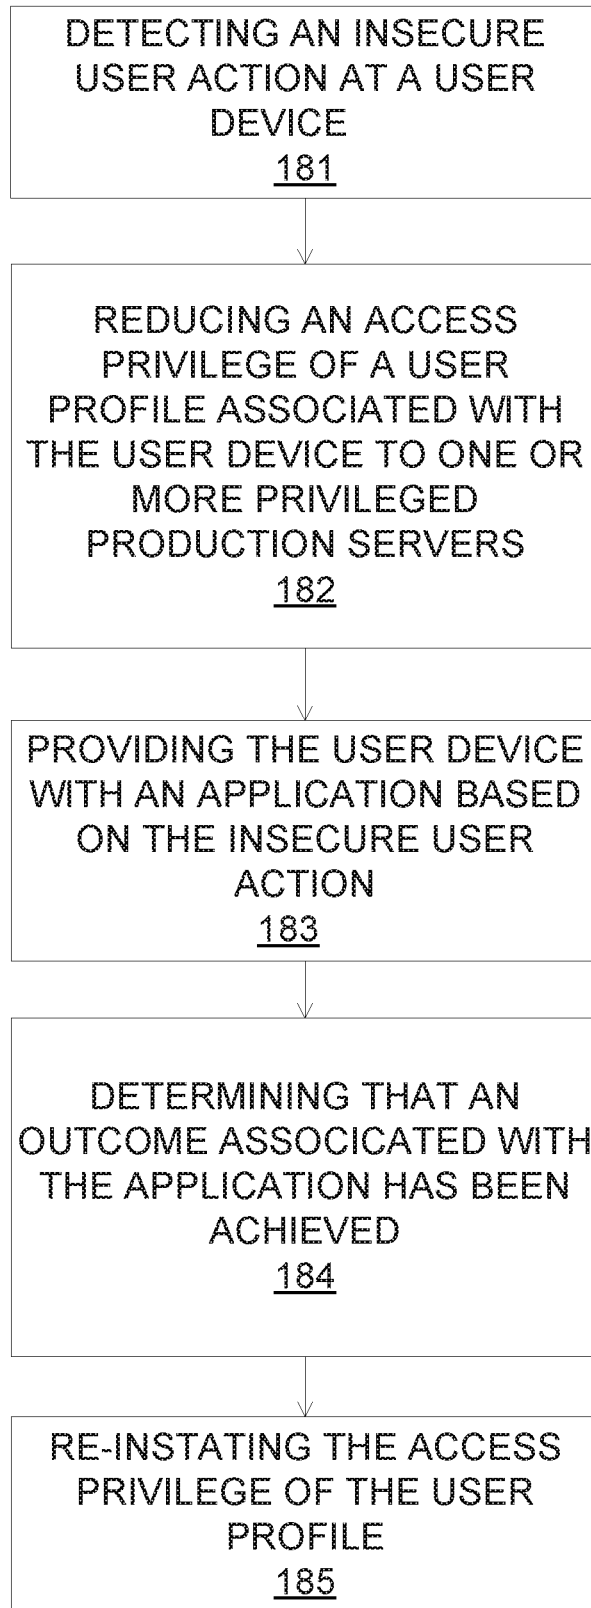 DETECTING AN INSECURE
USER ACTION AT A USER
DEVICE
181
REDUCING AN ACCESS
PRIVILEGE OF A USER
PROFILE ASSOCIATED WITH
THE USER DEVICE TO ONE OR
MORE PRIVILEGED
PRODUCTION SERVERS
182
PROVIDING THE USER DEVICE
WITH AN APPLICATION BASED
ON THE INSECURE USER
ACTION
183
DETERMINING THAT AN
OUTCOME ASSOCICATED WITH
THE APPLICATION HAS BEEN
ACHIEVED
184
RE-INSTATING THE ACCESS
PRIVILEGE OF THE USER
PROFILE
185